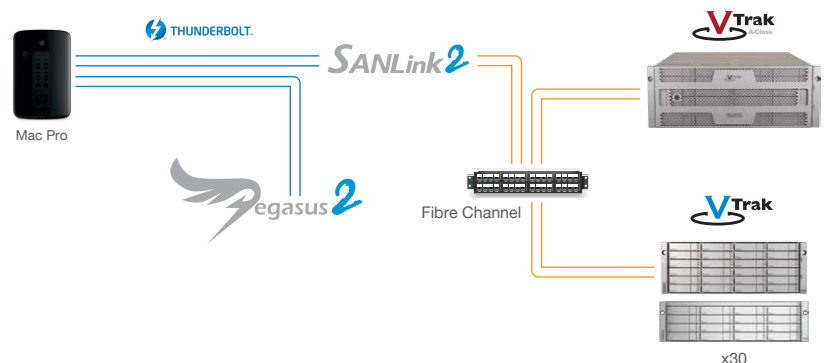 THUNDERBOLT.
SANLink2
VTrak
A-Class
Mac Pro
Pegasus2
Fibre Channel
VTrak
x30